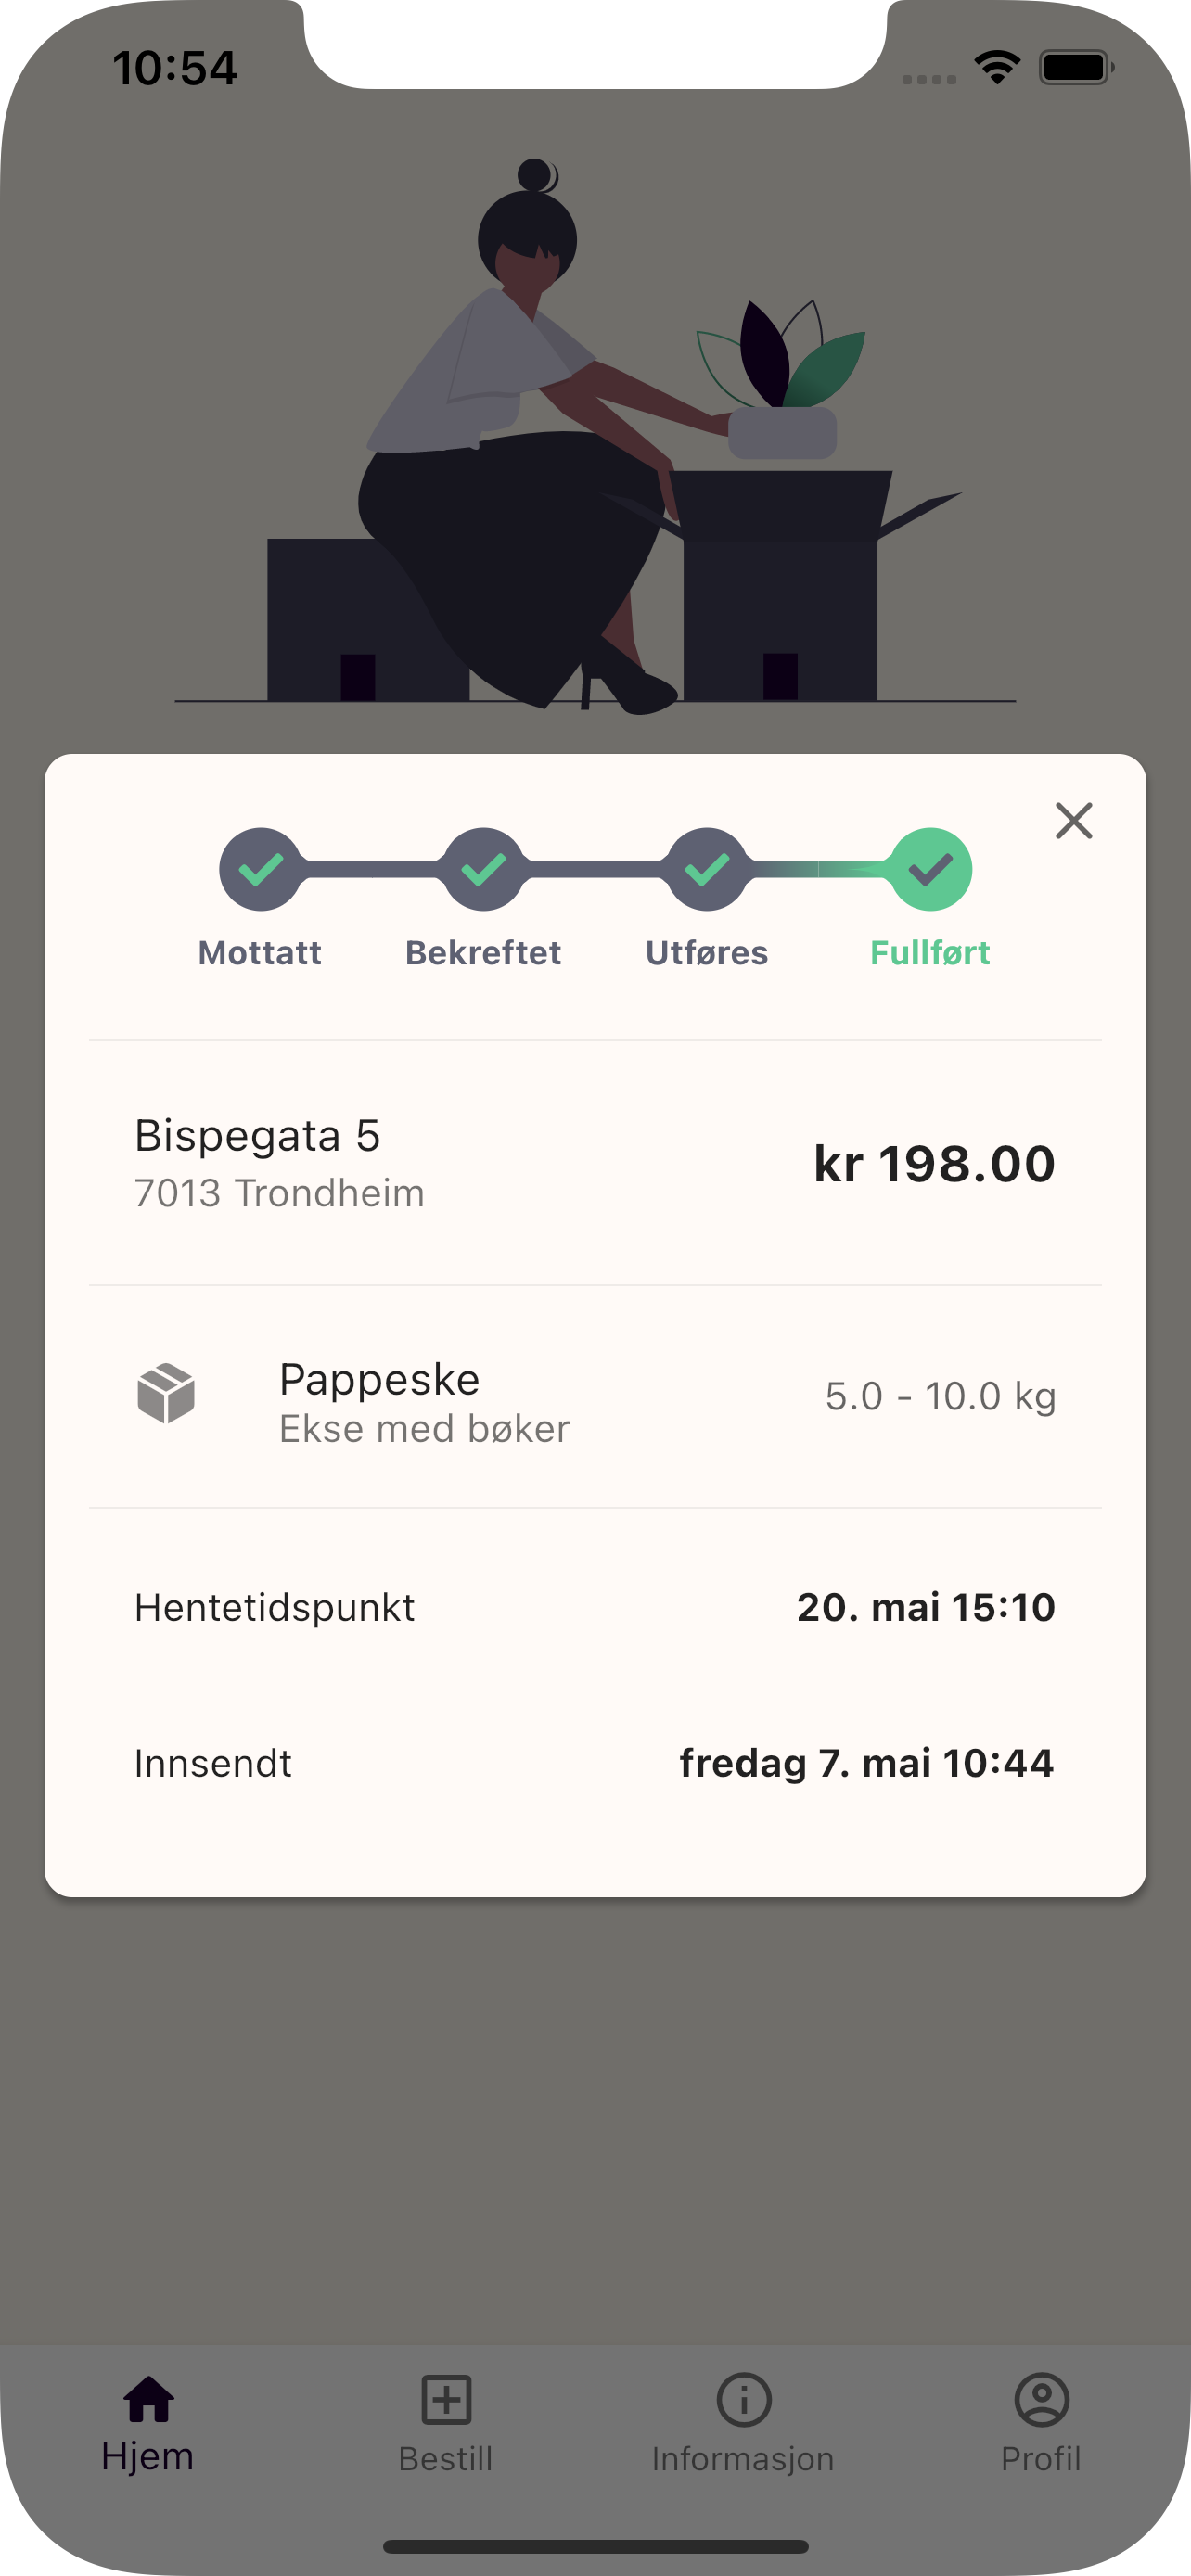 10:54
Mottatt Bekreftet Utføres Fullført
Bispegata 5
7013 Trondheim
kr 198.00
Pappeske
Ekse med bøker
5.0 - 10.0 kg
Hentetidspunkt 20. mai 15:10
Innsendt fredag 7. mai 10:44
Hjem Bestill Informasjon Profil